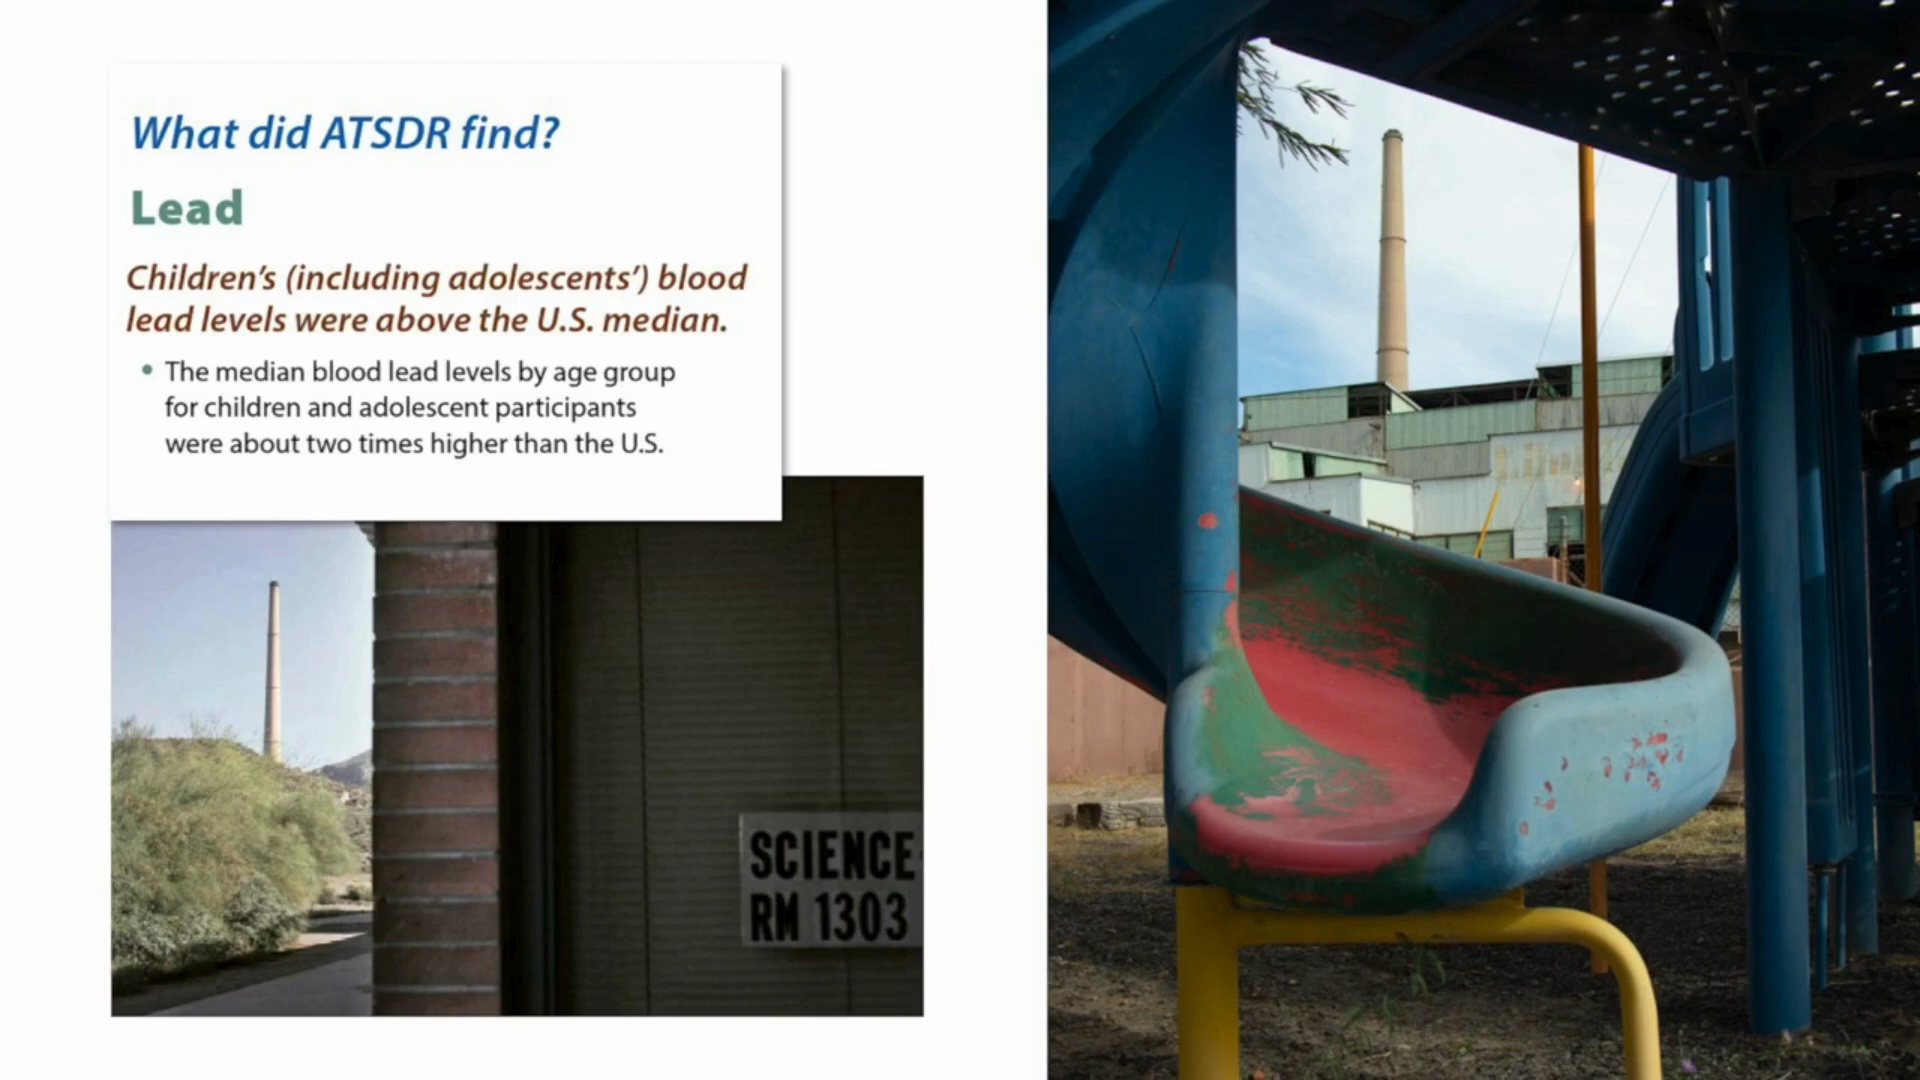 What did ATSDR find?
Lead
Children's (including adolescents') blood
lead levels were above the U.S. median.
• The median blood lead levels by age group
for children and adolescent participants
were about two times higher than the U.S.
SCIENCE
RM 1303